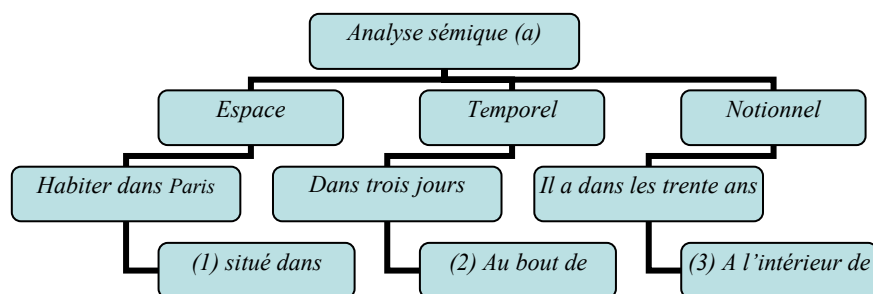 Analyse sémique (a)
Espace
Temporel
Notionnel
Habiter dans Paris
Dans trois jours
Il a dans les trente ans
(1) situé dans
(2) Au bout de
(3) A l’intérieur de